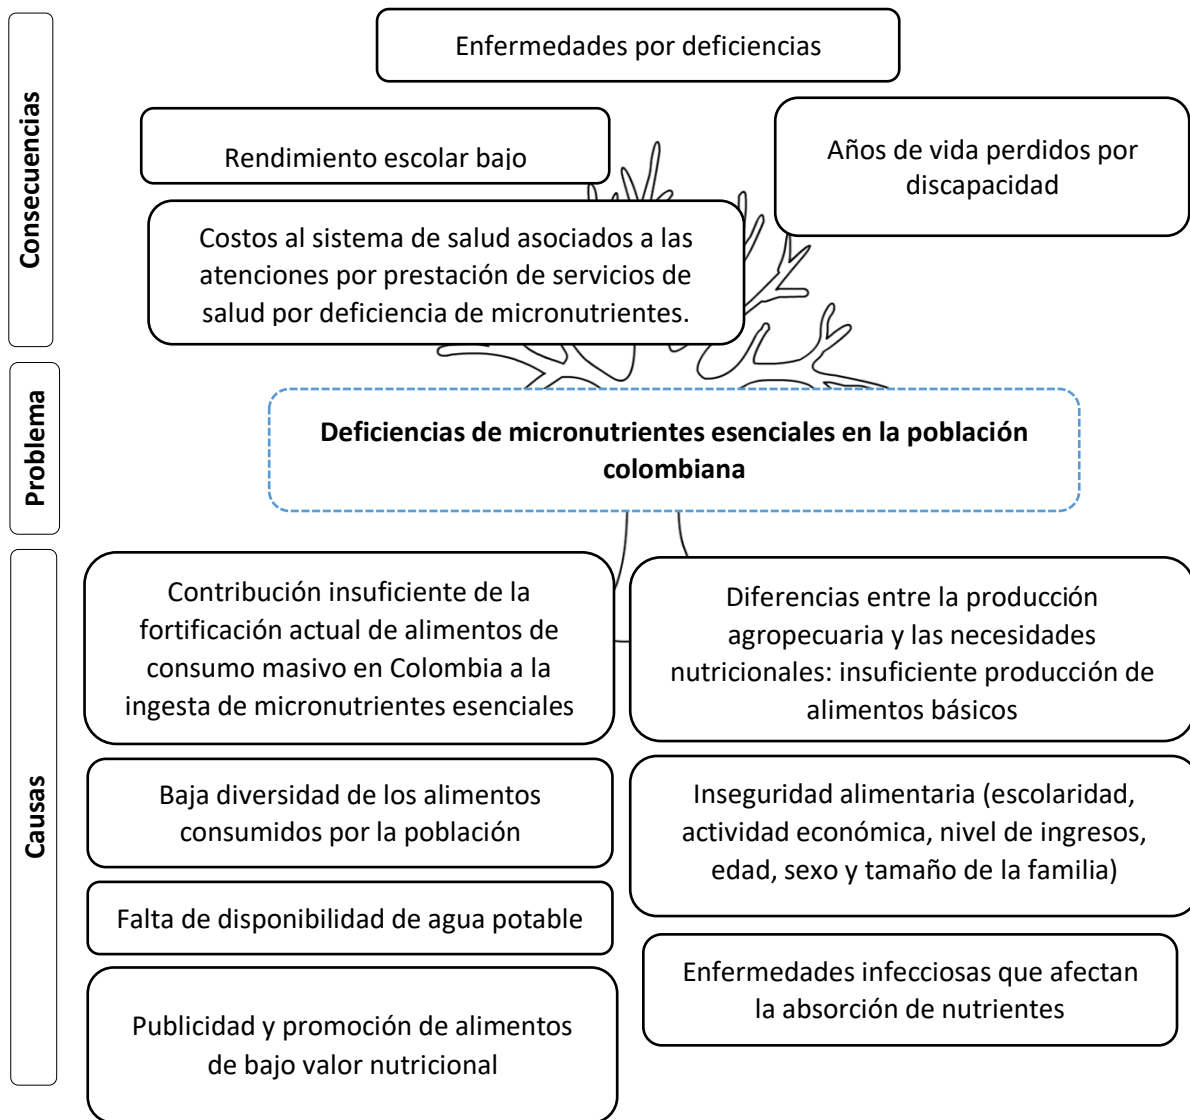 Consecuencias
Enfermedades por deficiencias
Rendimiento escolar bajo
Años de vida perdidos por
discapacidad
Costos al sistema de salud asociados a las
atenciones por prestación de servicios de
salud por deficiencia de micronutrientes.
Problema
Deficiencias de micronutrientes esenciales en la población
colombiana
Causas
Contribución insuficiente de la
fortificación actual de alimentos de
consumo masivo en Colombia a la
ingesta de micronutrientes esenciales
Diferencias entre la producción
agropecuaria y las necesidades
nutricionales: insuficiente producción de
alimentos básicos
Baja diversidad de los alimentos
consumidos por la población
Inseguridad alimentaria (escolaridad,
actividad económica, nivel de ingresos,
edad, sexo y tamaño de la familia)
Falta de disponibilidad de agua potable
Enfermedades infecciosas que afectan
la absorción de nutrientes
Publicidad y promoción de alimentos
de bajo valor nutricional